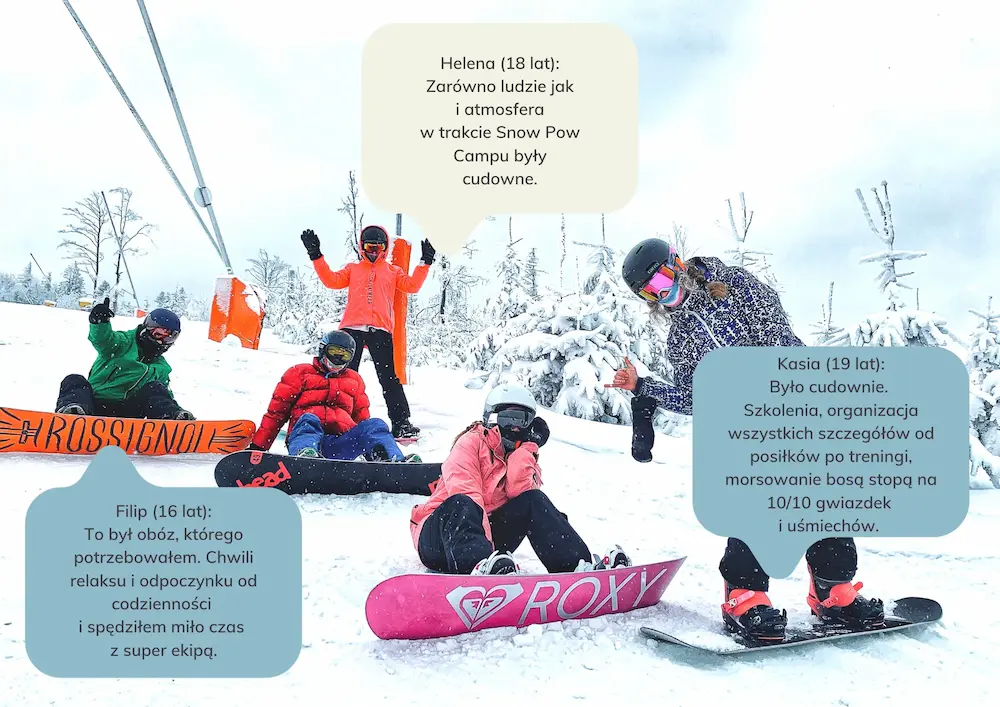 Helena (18 lat):
Zarówno ludzie jak
i atmosfera
w trakcie Snow Pow
Campu były
cudowne.
Kasia (19 lat):
Było cudownie.
Szkolenia, organizacja
wszystkich szczegółów od
posiłków po treningi,
morsowanie bosą stopą na
10/10 gwiazdek
i uśmiechów.
ROSSIGNOL
head
ROXY
Filip (16 lat):
To był obóz, którego
potrzebowałem. Chwili
relaksu i odpoczynku od
codzienności
i spędziłem miło czas
z super ekipą.